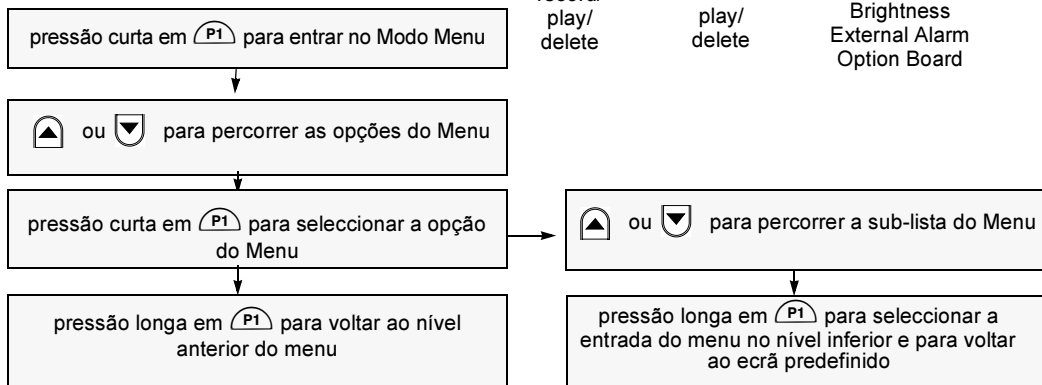 play/
delete
play/
delete
Brightness
External Alarm
Option Board
pressão curta em P1 para entrar no Modo Menu
ou para percorrer as opções do Menu
pressão curta em P1 para seleccionar a opção
do Menu
ou para percorrer a sub-lista do Menu
pressão longa em P1 para voltar ao nível
anterior do menu
pressão longa em P1 para seleccionar a
entrada do menu no nível inferior e para voltar
ao ecrã predefinido